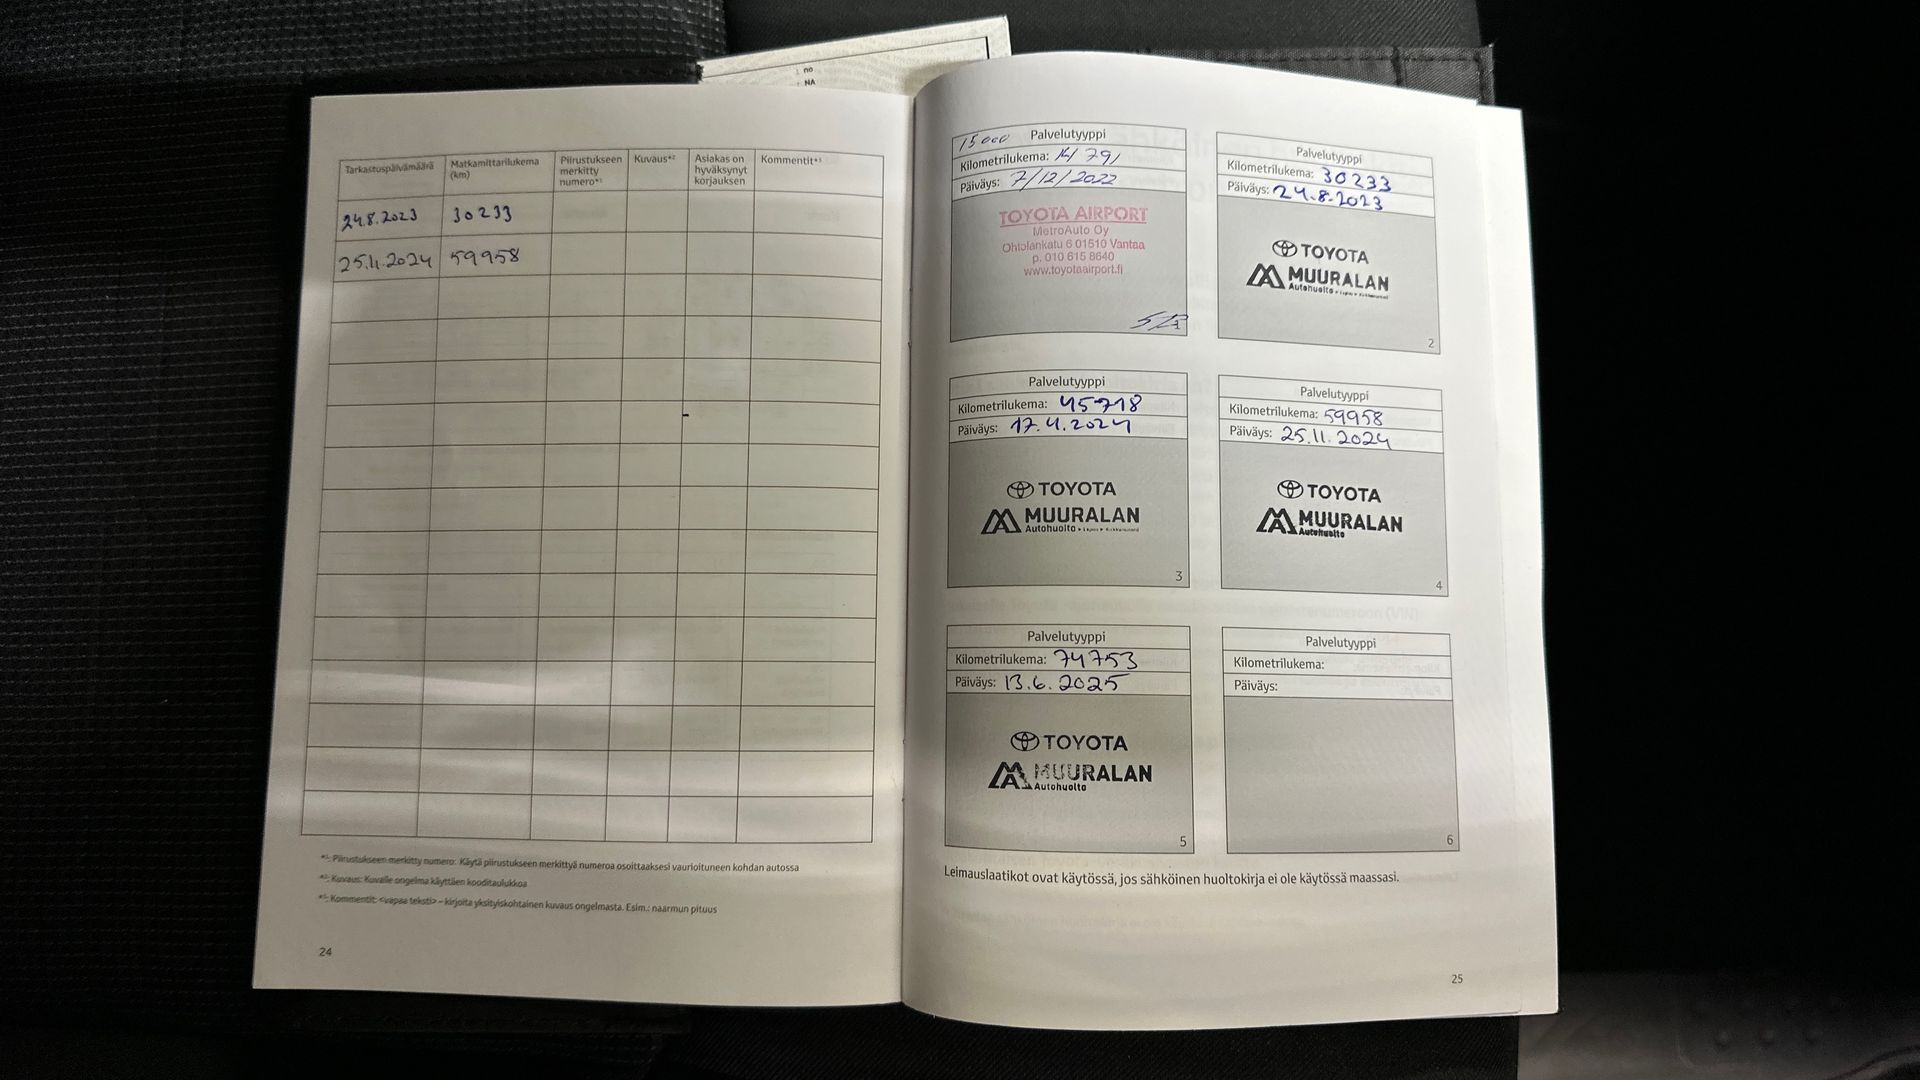 no
NA
Tarkastuspäivämäärä
Matkamittarilukema
(km)
Piirustukseen
merkitty
numero*¹
Kuvaus*²
Asiakas on
hyväksynyt
korjauksen
Kommentit*³
24.8.2023 30233
25.11.2024 59958
*¹: Piirustukseen merkitty numero: Käytä piirustukseen merkittyä numeroa osoittaaksesi vaurioituneen kohdan autossa
*²: Kuvaus: Kuvaile ongelma käyttäen kooditaulukkoa
*³: Kommentit: <vapaa teksti> – kirjoita yksityiskohtainen kuvaus ongelmasta. Esim.: naarmun pituus
24
15000 Palvelutyyppi
Kilometrilukema: 14791
Päiväys: 7/12/2022
TOYOTA AIRPORT
MetroAuto Oy
Ohtolankatu 6 01510 Vantaa
p. 010 615 8640
www.toyotaairport.fi
Palvelutyyppi
Kilometrilukema: 30233
Päiväys: 24.8.2023
TOYOTA
MUURALAN
Autohuolto
2
Palvelutyyppi
Kilometrilukema: 45718
Päiväys: 17.4.2024
TOYOTA
MUURALAN
Autohuolto
3
Palvelutyyppi
Kilometrilukema: 59958
Päiväys: 25.11.2024
TOYOTA
MUURALAN
Autohuolto
4
Palvelutyyppi
Kilometrilukema: 74753
Päiväys: 13.6.2025
TOYOTA
MUURALAN
Autohuolto
5
Palvelutyyppi
Kilometrilukema:
Päiväys:
6
Leimauslaatikot ovat käytössä, jos sähköinen huoltokirja ei ole käytössä maassasi.
25